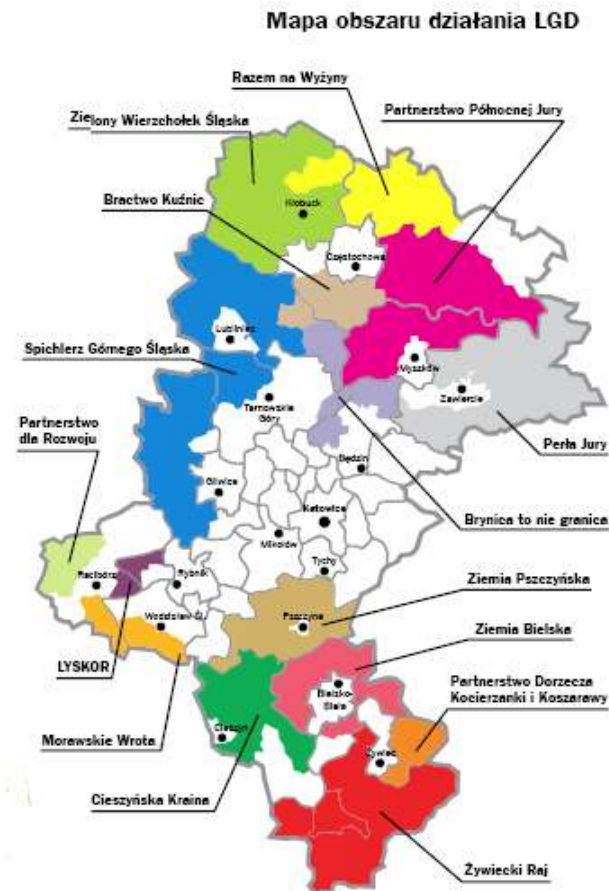 Mapa obszaru działania LGD
Razem na Wyżyny
Partnerstwo Północnej Jury
Zielony Wierzchołek Śląska
Bractwo Kuźnic
Kłobuck
Częstochowa
Lubliniec
Spichlerz Górnego Śląska
Myszków
Zawiercie
Tarnowskie
Góry
Partnerstwo
dla Rozwoju
Perła Jury
Będzin
Gliwice
Katowice
Brynica to nie granica
Mikołów
Tychy
Racibórz
Rybnik
Ziemia Pszczyńska
Wodzisław Śl.
Pszczyna
Ziemia Bielska
LYSKOR
Bielsko-
Biała
Partnerstwo Dorzecza
Kocierzanki i Koszarawy
Morawskie Wrota
Cieszyn
Żywiec
Cieszyńska Kraina
Żywiecki Raj